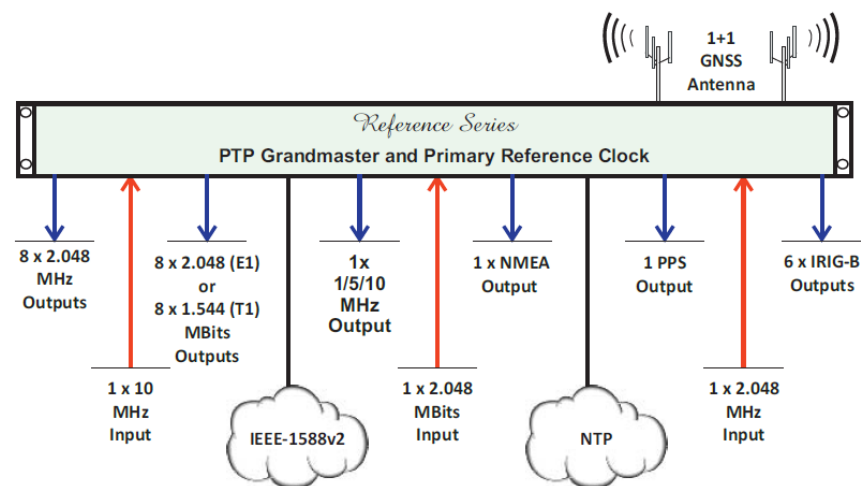 1+1
GNSS
Antenna
Reference Series
PTP Grandmaster and Primary Reference Clock
8 x 2.048
MHz
Outputs
8 x 2.048 (E1)
or
8 x 1.544 (T1)
MBits
Outputs
1x
1/5/10
MHz
Output
1 x NMEA
Output
1 PPS
Output
6 x IRIG-B
Outputs
1 x 10
MHz
Input
IEEE-1588v2
1 x 2.048
MBits
Input
NTP
1 x 2.048
MHz
Input